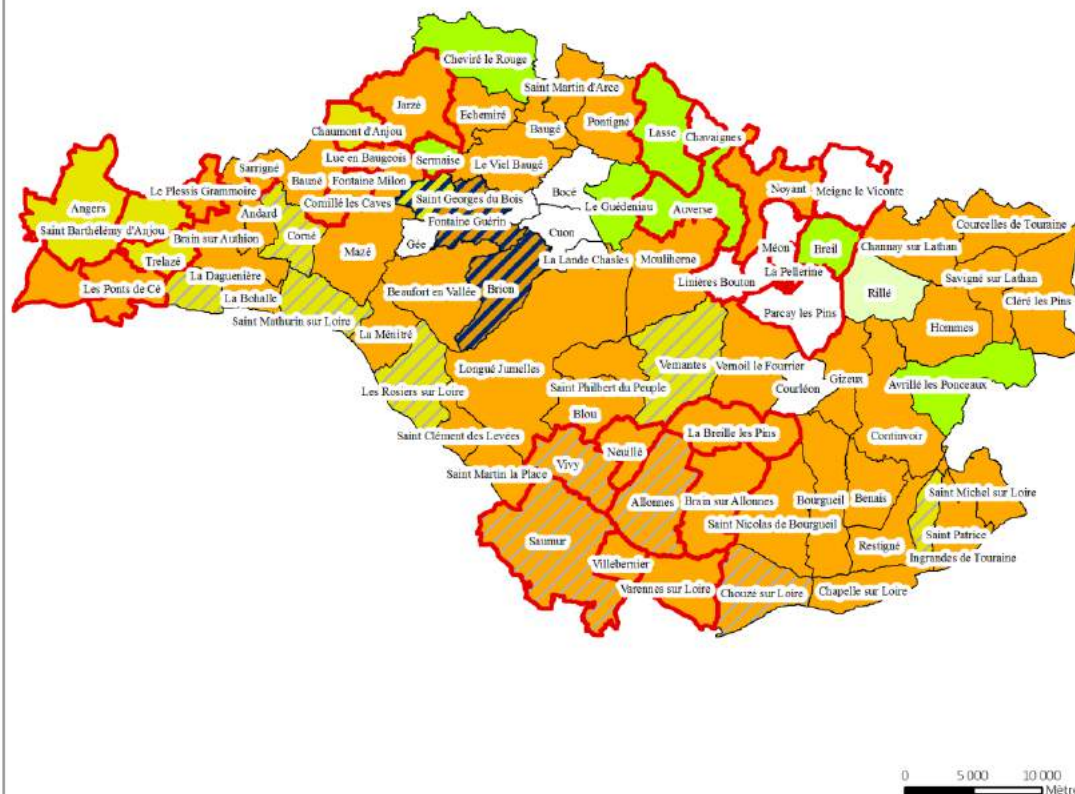 Cheviré le Rouge
Saint Martin d'Arce
Jarzé
Echemiré
Baugé
Pontigné
Lasse
Chavaignes
Chaumont d'Anjou
Luc en Baugeois
Sermaise
Le Viel Baugé
Sarrigné
Le Plessis Grammoire
Bauné
Fontaine Milon
Saint Georges du Bois
Bocé
Noyant
Meigne le Viconte
Angers
Andard
Cornillé les Caves
Le Guédeniau
Auverse
Saint Barthélémy d'Anjou
Brain sur Authion
Corné
Fontaine Guérin
Cuon
Courcelles de Touraine
Gée
Méon
Breil
Channay sur Lathan
Trelazé
Mazé
La Lande Chasles
Mouliherne
La Pellerine
Savigné sur Lathan
La Daguenière
Les Ponts de Cé
Brion
Linières Bouton
Cléré les Pins
La Bohalle
Beaufort en Vallée
Rillé
Saint Mathurin sur Loire
Parcay les Pins
Hommes
La Ménitré
Longué Jumelles
Vernantes
Vernoil le Fourrier
Avrillé les Ponceaux
Les Rosiers sur Loire
Saint Philbert du Peuple
Courléon
Gizeux
Blou
Saint Clément des Levées
La Breille les Pins
Continvoir
Saint Martin la Place
Vivy
Neuillé
Allonnes
Brain sur Allonnes
Bourgueil
Benais
Saint Michel sur Loire
Saint Nicolas de Bourgueil
Saint Patrice
Saumur
Restigné
Ingrandes de Touraine
Villebernier
Varennes sur Loire
Chouzé sur Loire
Chapelle sur Loire
0 5 000 10 000
Mètre